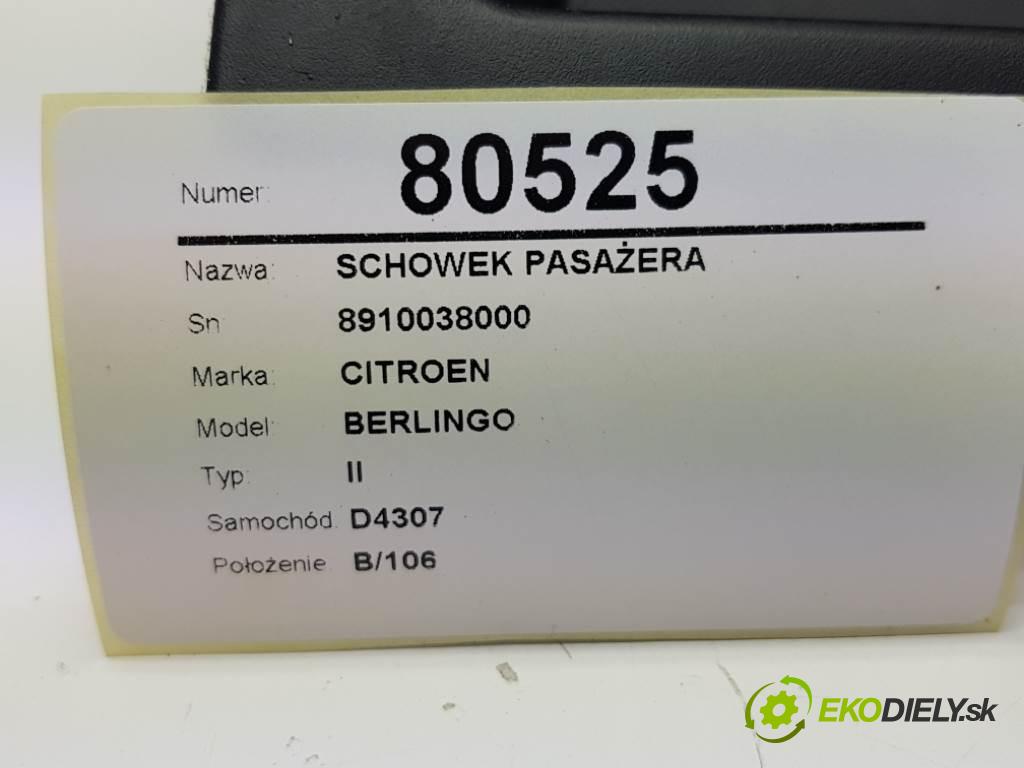 Numer: 80525
Nazwa: SCHOWEK PASAŻERA
Sn 8910038000
Marka: CITROEN
Model: BERLINGO
Typ: II
Samochód: D4307
Położenie B/106
EKODIELY.sk